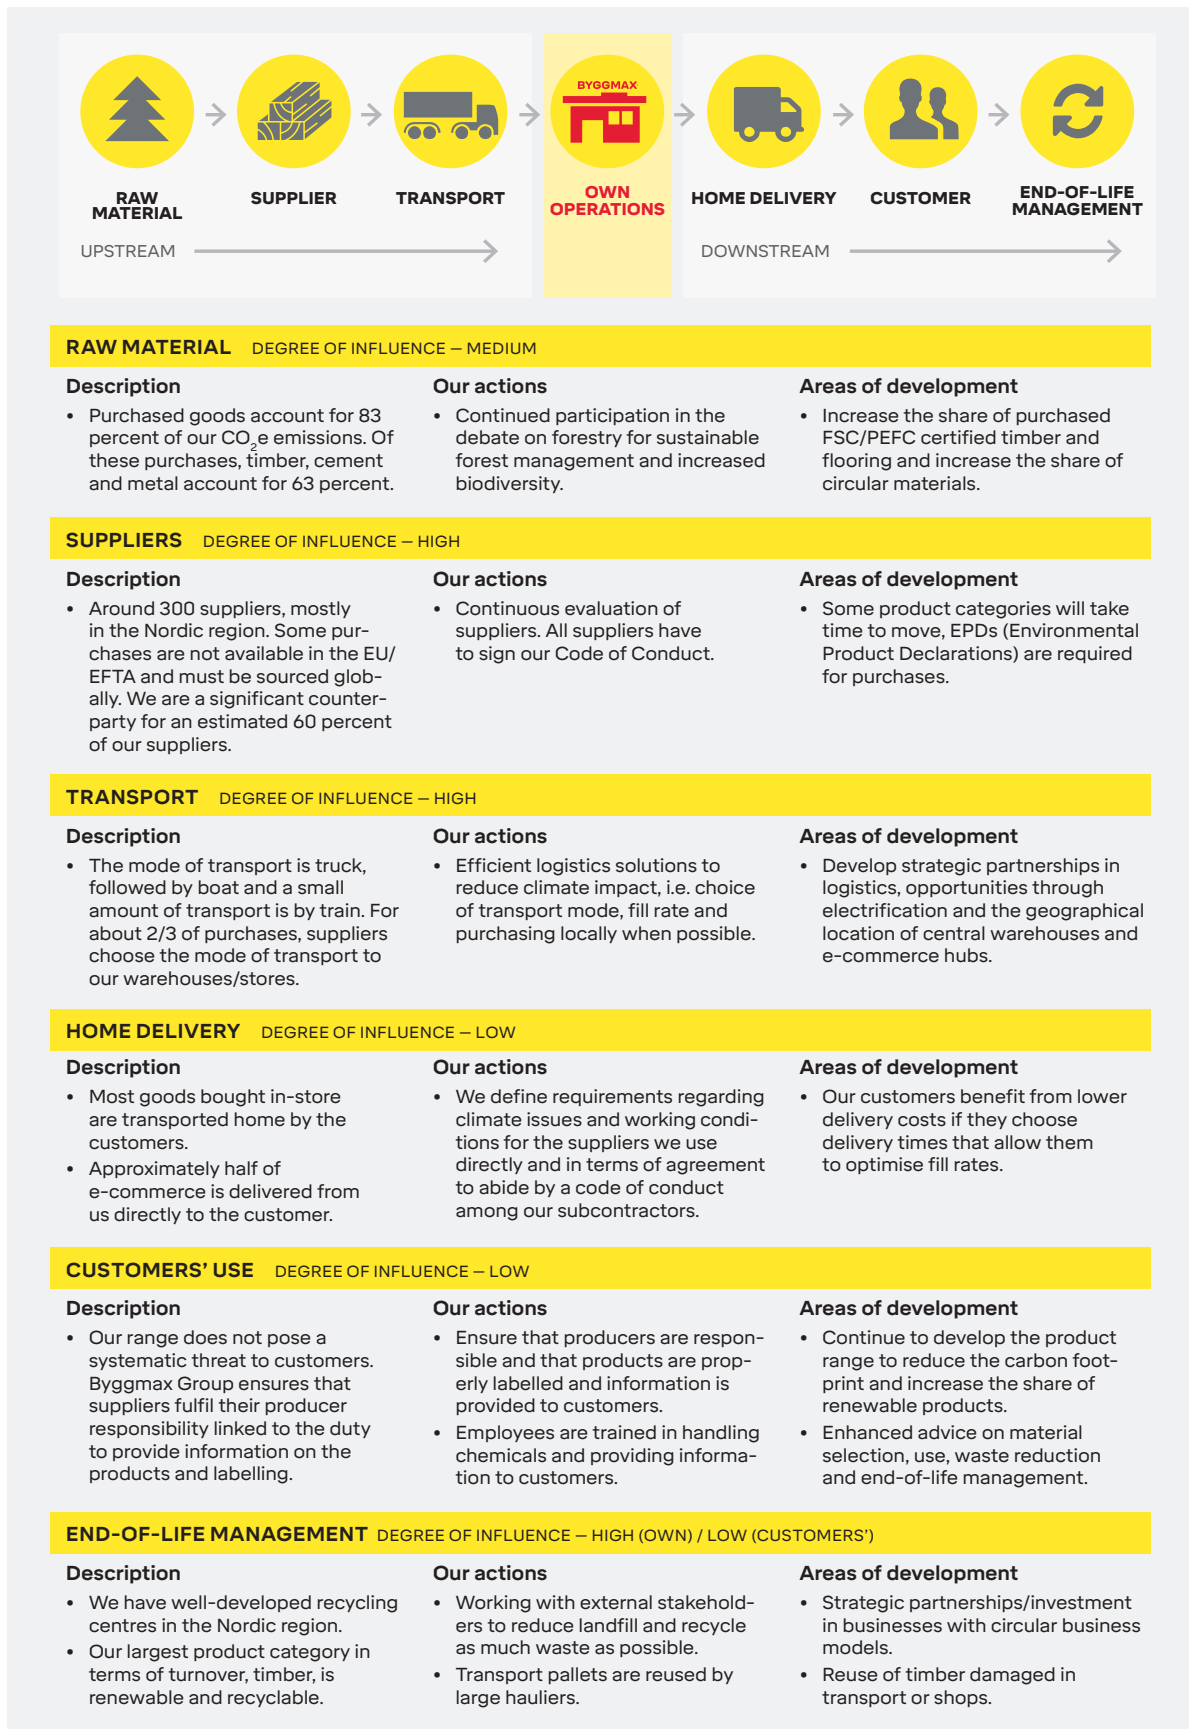 BYGGMAX
RAW
MATERIAL
SUPPLIER
TRANSPORT
OWN
OPERATIONS
HOME DELIVERY
CUSTOMER
END-OF-LIFE
MANAGEMENT
UPSTREAM
DOWNSTREAM
RAW MATERIAL DEGREE OF INFLUENCE – MEDIUM
Description
• Purchased goods account for 83
percent of our CO₂e emissions. Of
these purchases, timber, cement
and metal account for 63 percent.
Our actions
• Continued participation in the
debate on forestry for sustainable
forest management and increased
biodiversity.
Areas of development
• Increase the share of purchased
FSC/PEFC certified timber and
flooring and increase the share of
circular materials.
SUPPLIERS DEGREE OF INFLUENCE – HIGH
Description
• Around 300 suppliers, mostly
in the Nordic region. Some pur-
chases are not available in the EU/
EFTA and must be sourced glob-
ally. We are a significant counter-
party for an estimated 60 percent
of our suppliers.
Our actions
• Continuous evaluation of
suppliers. All suppliers have
to sign our Code of Conduct.
Areas of development
• Some product categories will take
time to move, EPDs (Environmental
Product Declarations) are required
for purchases.
TRANSPORT DEGREE OF INFLUENCE – HIGH
Description
• The mode of transport is truck,
followed by boat and a small
amount of transport is by train. For
about 2/3 of purchases, suppliers
choose the mode of transport to
our warehouses/stores.
Our actions
• Efficient logistics solutions to
reduce climate impact, i.e. choice
of transport mode, fill rate and
purchasing locally when possible.
Areas of development
• Develop strategic partnerships in
logistics, opportunities through
electrification and the geographical
location of central warehouses and
e-commerce hubs.
HOME DELIVERY DEGREE OF INFLUENCE – LOW
Description
• Most goods bought in-store
are transported home by the
customers.
• Approximately half of
e-commerce is delivered from
us directly to the customer.
Our actions
• We define requirements regarding
climate issues and working condi-
tions for the suppliers we use
directly and in terms of agreement
to abide by a code of conduct
among our subcontractors.
Areas of development
• Our customers benefit from lower
delivery costs if they choose
delivery times that allow them
to optimise fill rates.
CUSTOMERS’ USE DEGREE OF INFLUENCE – LOW
Description
• Our range does not pose a
systematic threat to customers.
Byggmax Group ensures that
suppliers fulfil their producer
responsibility linked to the duty
to provide information on the
products and labelling.
Our actions
• Ensure that producers are respon-
sible and that products are prop-
erly labelled and information is
provided to customers.
• Employees are trained in handling
chemicals and providing informa-
tion to customers.
Areas of development
• Continue to develop the product
range to reduce the carbon foot-
print and increase the share of
renewable products.
• Enhanced advice on material
selection, use, waste reduction
and end-of-life management.
END-OF-LIFE MANAGEMENT DEGREE OF INFLUENCE – HIGH (OWN) / LOW (CUSTOMERS’)
Description
• We have well-developed recycling
centres in the Nordic region.
• Our largest product category in
terms of turnover, timber, is
renewable and recyclable.
Our actions
• Working with external stakehold-
ers to reduce landfill and recycle
as much waste as possible.
• Transport pallets are reused by
large hauliers.
Areas of development
• Strategic partnerships/investment
in businesses with circular business
models.
• Reuse of timber damaged in
transport or shops.